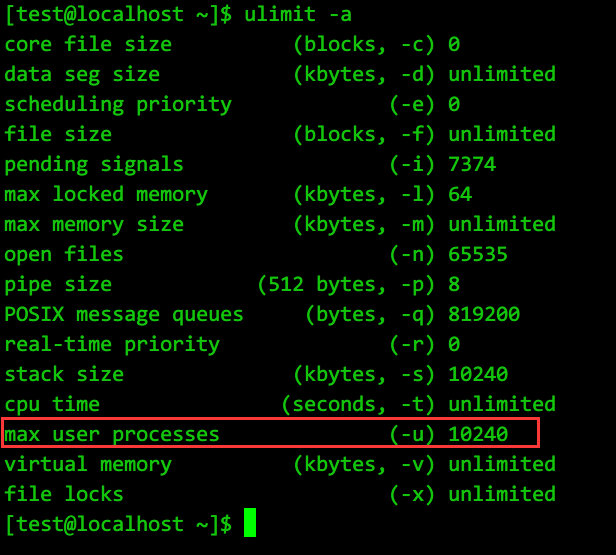 [test@localhost ~]$ ulimit -a
core file size          (blocks, -c) 0
data seg size           (kbytes, -d) unlimited
scheduling priority             (-e) 0
file size               (blocks, -f) unlimited
pending signals                 (-i) 7374
max locked memory       (kbytes, -l) 64
max memory size         (kbytes, -m) unlimited
open files                      (-n) 65535
pipe size            (512 bytes, -p) 8
POSIX message queues     (bytes, -q) 819200
real-time priority              (-r) 0
stack size              (kbytes, -s) 10240
cpu time               (seconds, -t) unlimited
max user processes              (-u) 10240
virtual memory          (kbytes, -v) unlimited
file locks                      (-x) unlimited
[test@localhost ~]$